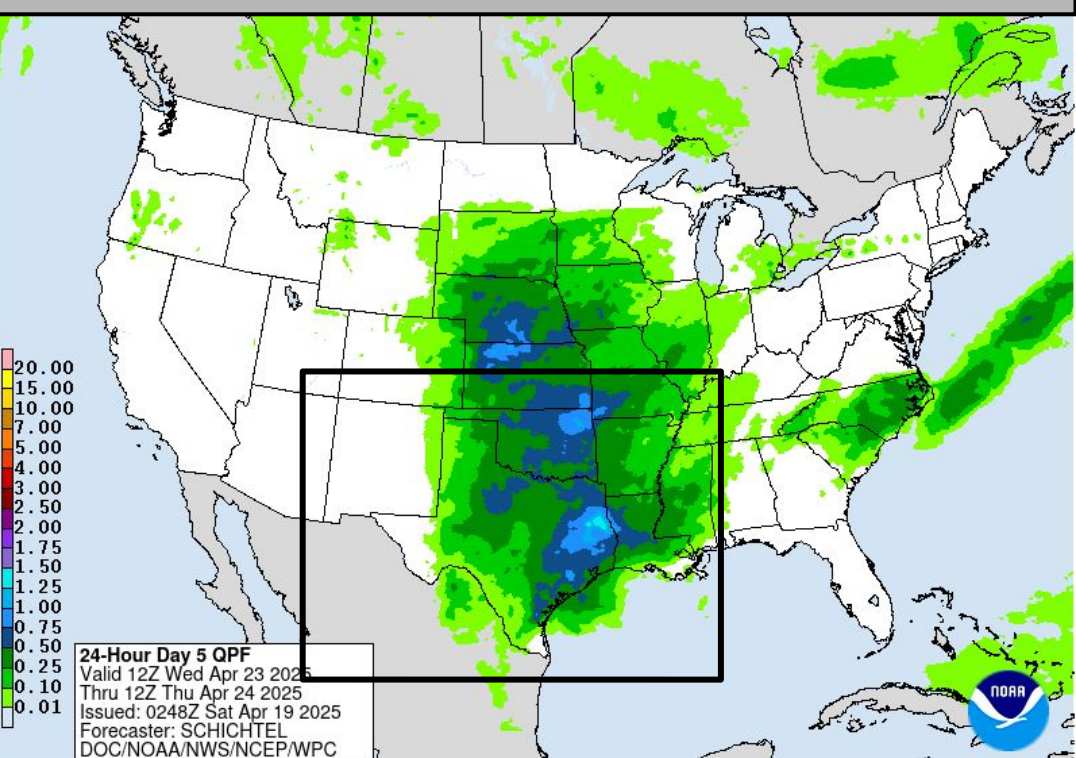 20.00
15.00
10.00
7.00
5.00
4.00
3.00
2.50
2.00
1.75
1.50
1.25
1.00
0.75
0.50
0.25
0.10
0.01
24-Hour Day 5 QPF
Valid 12Z Wed Apr 23 2025
Thru 12Z Thu Apr 24 2025
Issued: 0248Z Sat Apr 19 2025
Forecaster: SCHICHTEL
DOC/NOAA/NWS/NCEP/WPC
NOAA